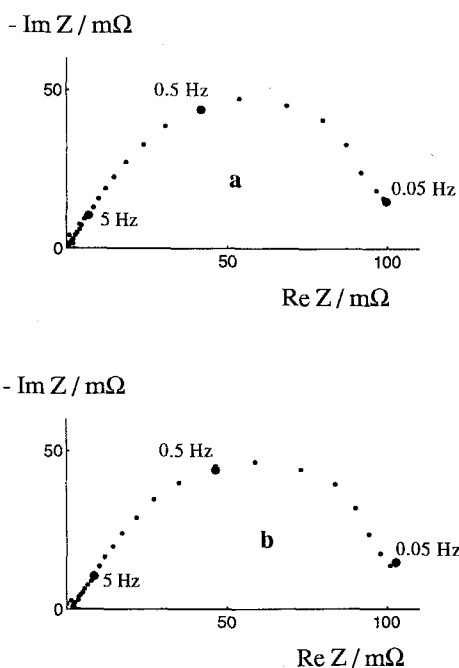 - Im Z / mΩ
50
0.5 Hz
a
0.05 Hz
5 Hz
0
50
100
Re Z / mΩ
- Im Z / mΩ
50
0.5 Hz
b
0.05 Hz
5 Hz
0
50
100
Re Z / mΩ